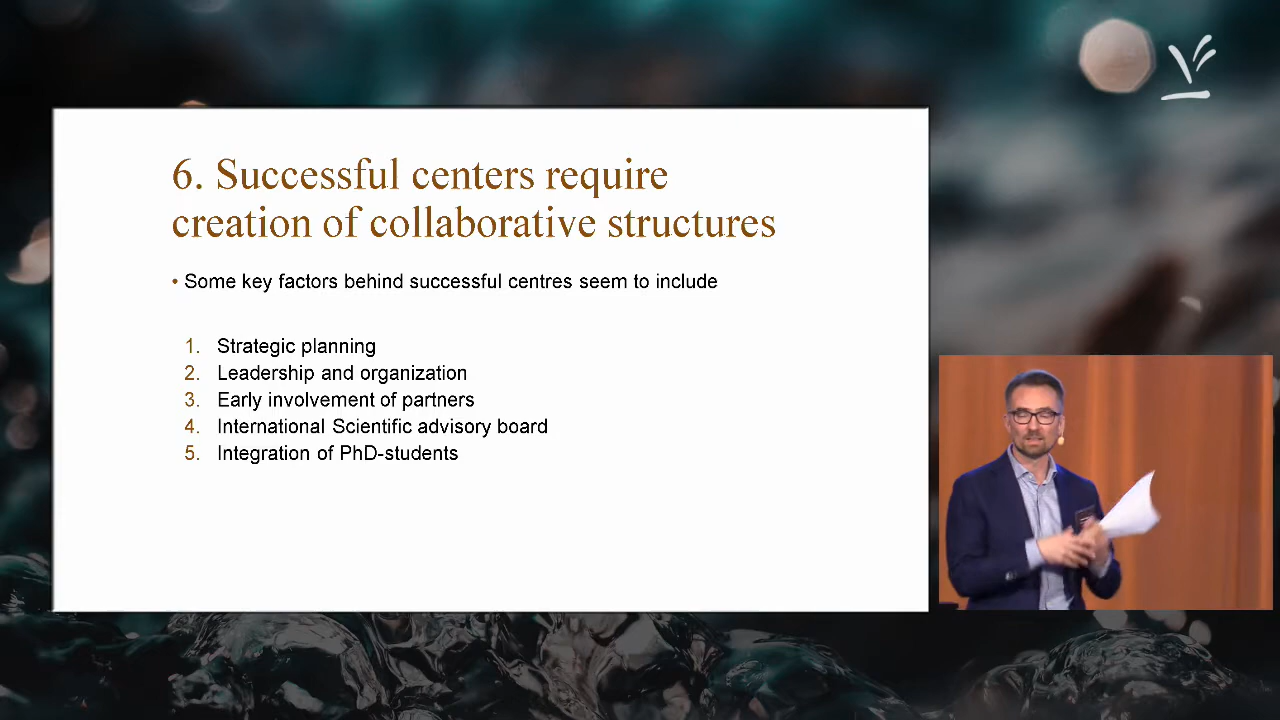 6. Successful centers require
creation of collaborative structures
• Some key factors behind successful centres seem to include
1. Strategic planning
2. Leadership and organization
3. Early involvement of partners
4. International Scientific advisory board
5. Integration of PhD-students